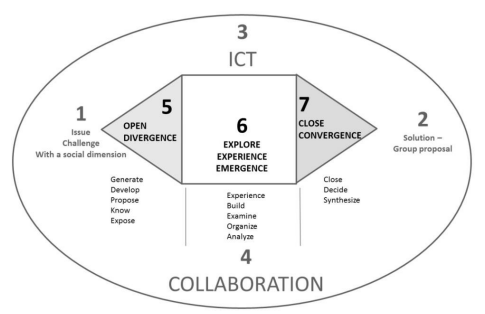 3
ICT
1
Issue
Challenge
With a social dimension
5
OPEN
DIVERGENCE
6
EXPLORE
EXPERIENCE
EMERGENCE
7
CLOSE
CONVERGENCE
2
Solution –
Group proposal
Generate
Develop
Propose
Know
Expose
Experience
Build
Examine
Organize
Analyze
Close
Decide
Synthesize
4
COLLABORATION